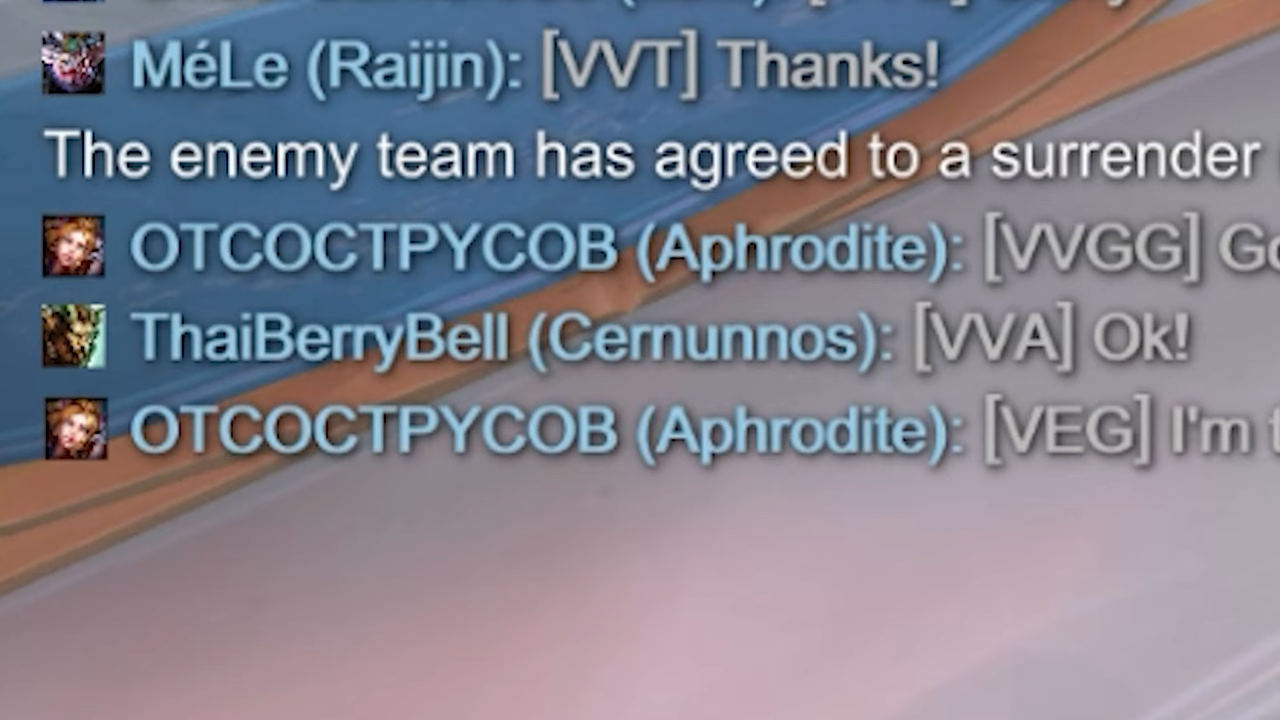 MéLe (Raijin): [VVT] Thanks!
The enemy team has agreed to a surrender
OTCOCTPYCOB (Aphrodite): [VVGG]
ThaiBerryBell (Cernunnos): [VVA] Ok!
OTCOCTPYCOB (Aphrodite): [VEG] I'm